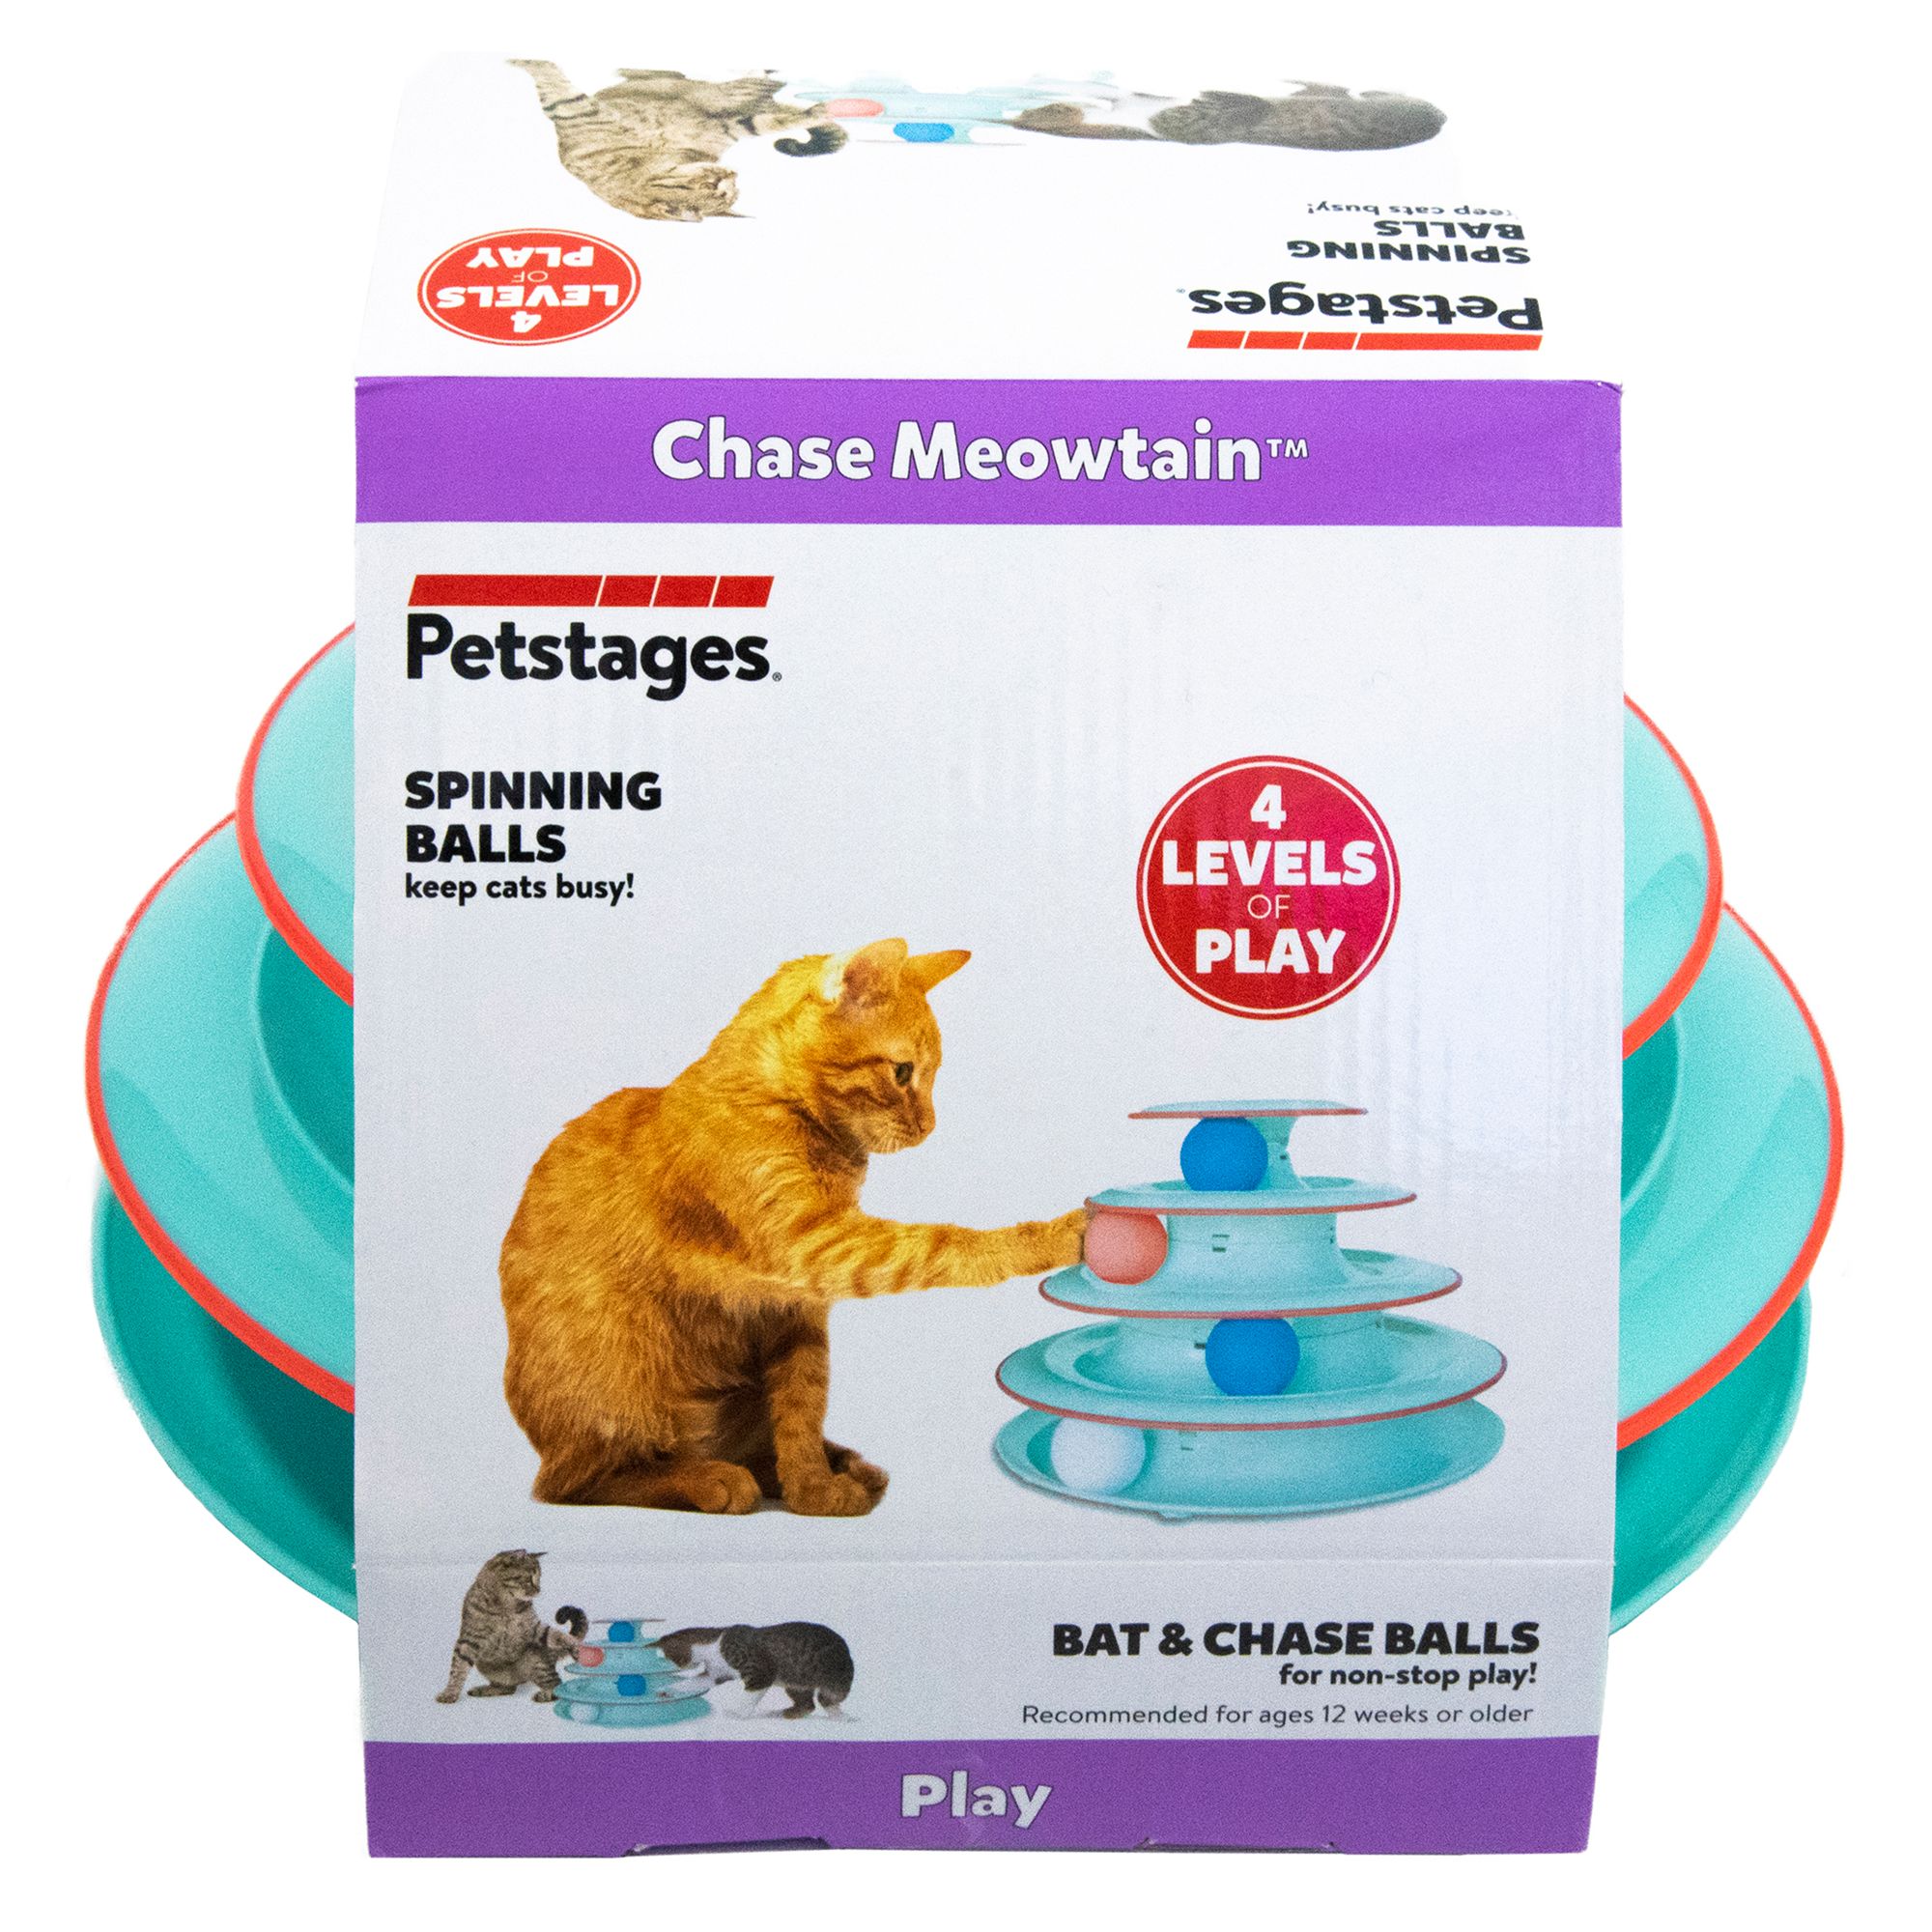 keep cats busy!
BALLS
SPINNING
Petstages
4
LEVELS
OF
PLAY
Chase Meowtain™
Petstages®
SPINNING
BALLS
keep cats busy!
4
LEVELS
OF
PLAY
BAT & CHASE BALLS
for non-stop play!
Recommended for ages 12 weeks or older
Play